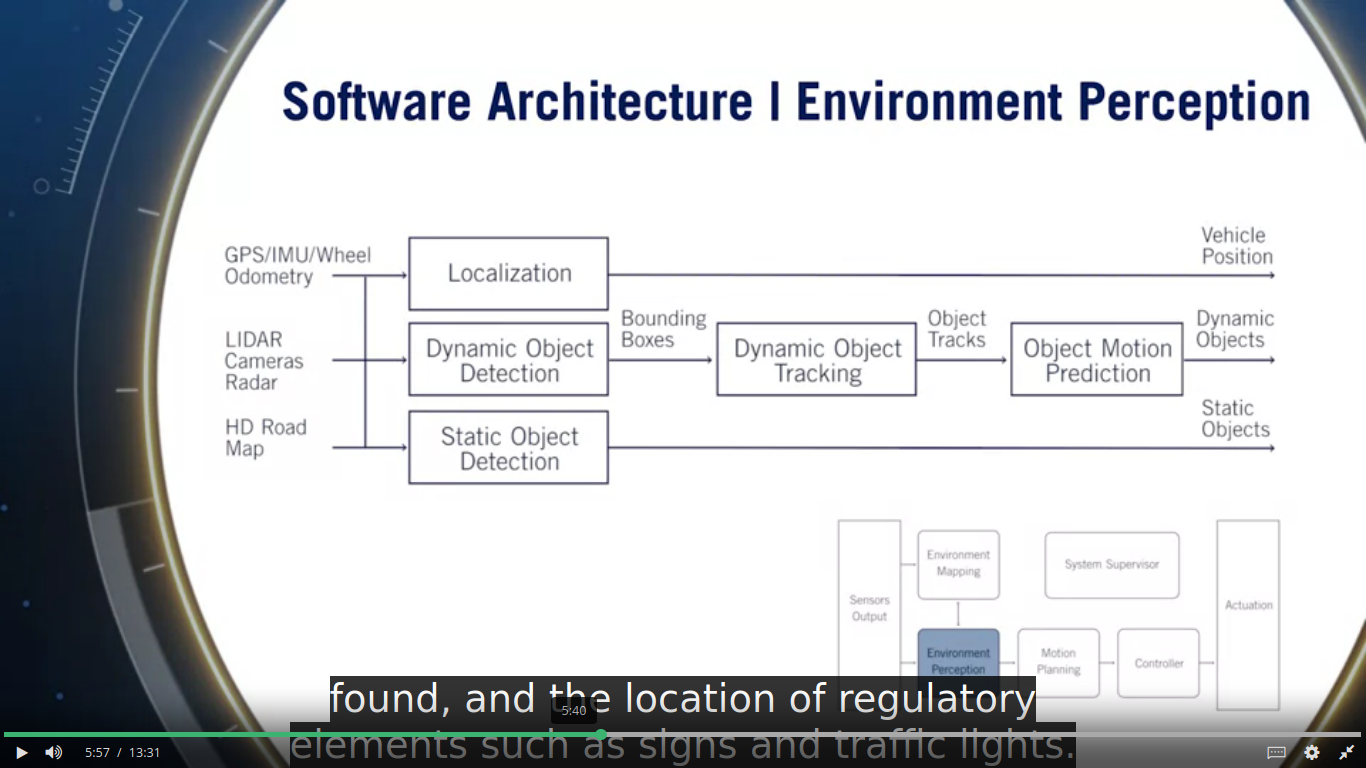 Software Architecture | Environment Perception
GPS/IMU/Wheel
Odometry
Localization
Vehicle
Position
LIDAR
Cameras
Radar
Dynamic Object
Detection
Bounding
Boxes
Dynamic Object
Tracking
Object
Tracks
Object Motion
Prediction
Dynamic
Objects
HD Road
Map
Static Object
Detection
Static
Objects
Sensors
Output
Environment
Mapping
System Supervisor
Actuation
Environment
Perception
Motion
Planning
Controller
found, and the location of regulatory
elements such as signs and traffic lights.
5:40
5:57 / 13:31